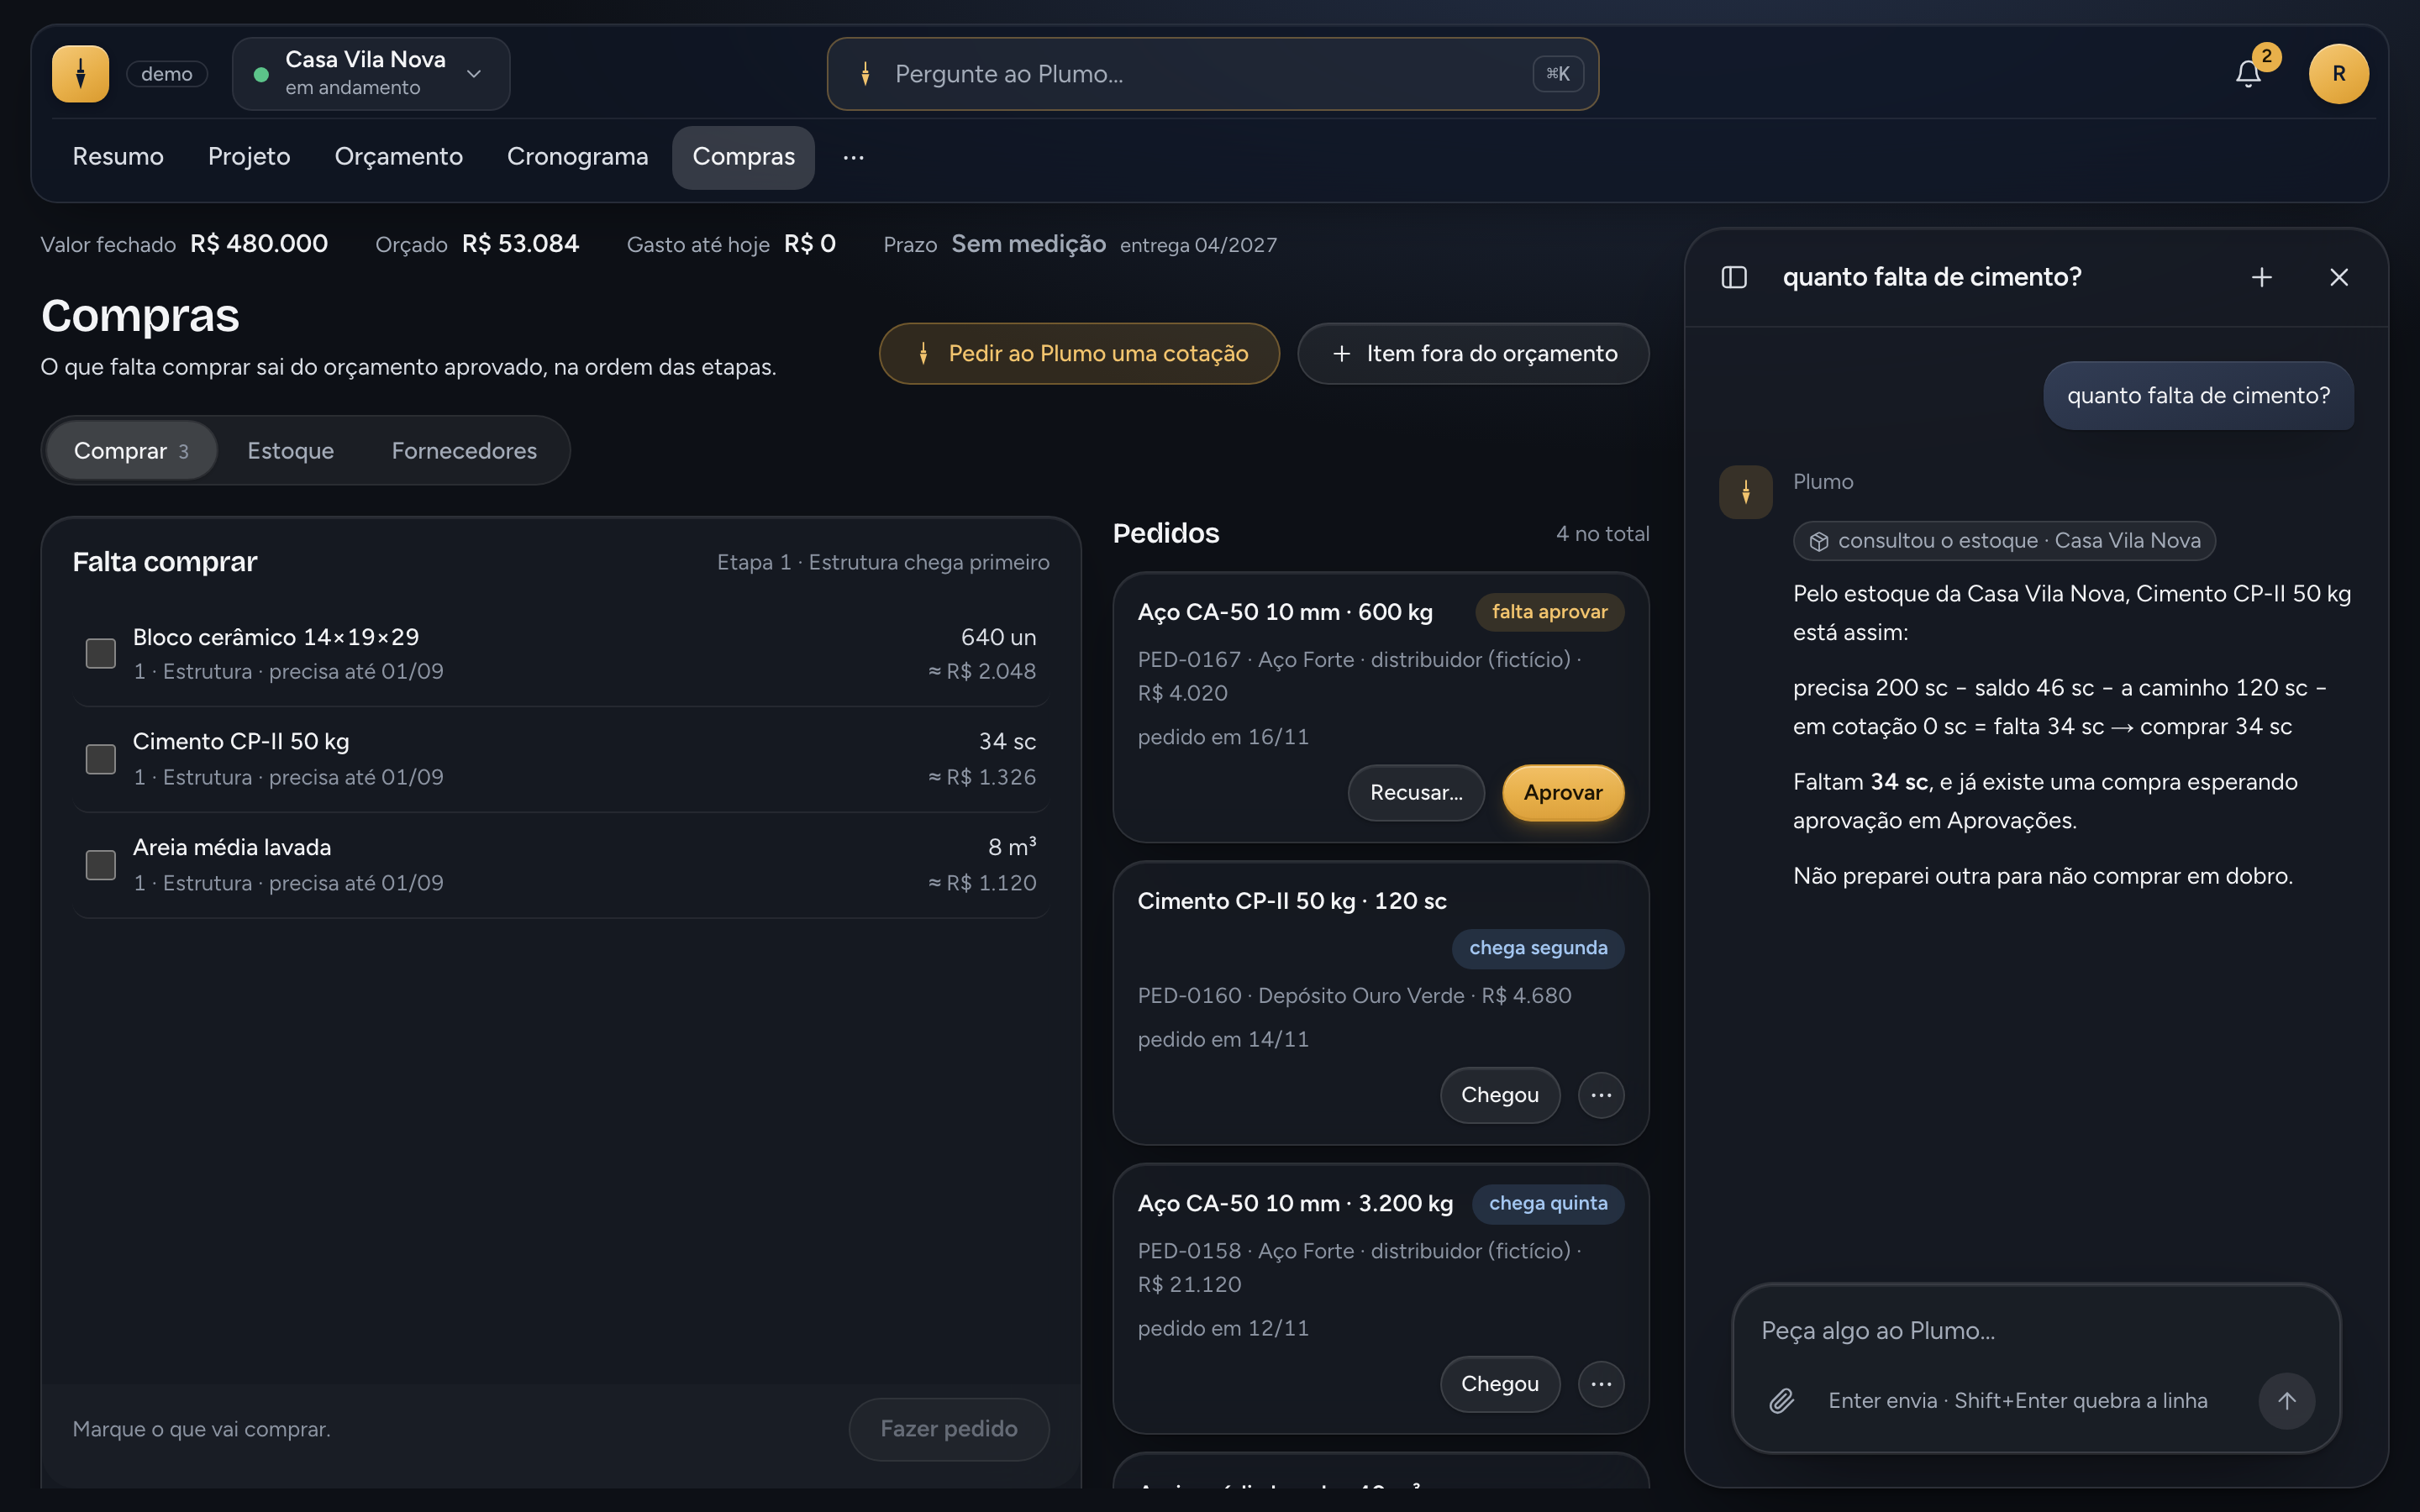 demo
Casa Vila Nova
em andamento
Pergunte ao Plumo...
⌘K
2
R
Resumo
Projeto
Orçamento
Cronograma
Compras
...
Valor fechado R$ 480.000
Orçado R$ 53.084
Gasto até hoje R$ 0
Prazo Sem medição entrega 04/2027
Compras
O que falta comprar sai do orçamento aprovado, na ordem das etapas.
Pedir ao Plumo uma cotação
+ Item fora do orçamento
Comprar 3
Estoque
Fornecedores
Falta comprar
Etapa 1 · Estrutura chega primeiro
Bloco cerâmico 14×19×29
640 un
1 · Estrutura · precisa até 01/09
≈ R$ 2.048
Cimento CP-II 50 kg
34 sc
1 · Estrutura · precisa até 01/09
≈ R$ 1.326
Areia média lavada
8 m³
1 · Estrutura · precisa até 01/09
≈ R$ 1.120
Marque o que vai comprar.
Fazer pedido
Pedidos
4 no total
Aço CA-50 10 mm · 600 kg
falta aprovar
PED-0167 · Aço Forte · distribuidor (fictício) ·
R$ 4.020
pedido em 16/11
Recusar...
Aprovar
Cimento CP-II 50 kg · 120 sc
chega segunda
PED-0160 · Depósito Ouro Verde · R$ 4.680
pedido em 14/11
Chegou
...
Aço CA-50 10 mm · 3.200 kg
chega quinta
PED-0158 · Aço Forte · distribuidor (fictício) ·
R$ 21.120
pedido em 12/11
Chegou
...
quanto falta de cimento?
quanto falta de cimento?
Plumo
consultou o estoque · Casa Vila Nova
Pelo estoque da Casa Vila Nova, Cimento CP-II 50 kg
está assim:
precisa 200 sc − saldo 46 sc − a caminho 120 sc −
em cotação 0 sc = falta 34 sc → comprar 34 sc
Faltam 34 sc, e já existe uma compra esperando
aprovação em Aprovações.
Não preparei outra para não comprar em dobro.
Peça algo ao Plumo...
Enter envia · Shift+Enter quebra a linha